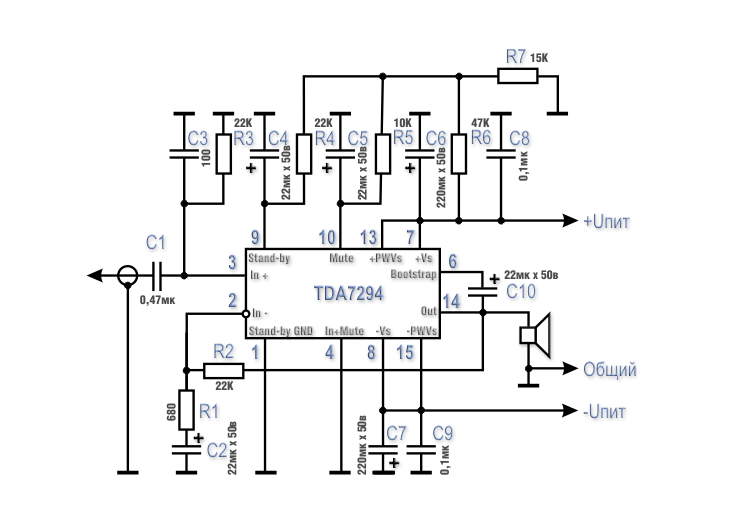 R7 15K
22K 22K 10K 47K
C3 R3 C4 R4 C5 R5 C6 R6 C8
100 22мк х 50в 22мк х 50в 220мк х 50в 0,1мк
+Uпит
9 10 13 7
C1
Stand-by Mute +PWVs +Vs
3 In + Bootstrap 6
22мк х 50в
0,47мк
TDA7294
C10
2 In - Out 14
Stand-by GND In+Mute -Vs -PWVs
1 4 8 15
R2
Общий
22K
680 R1
-Uпит
C2 22мк х 50в
220мк х 50в C7 C9 0,1мк